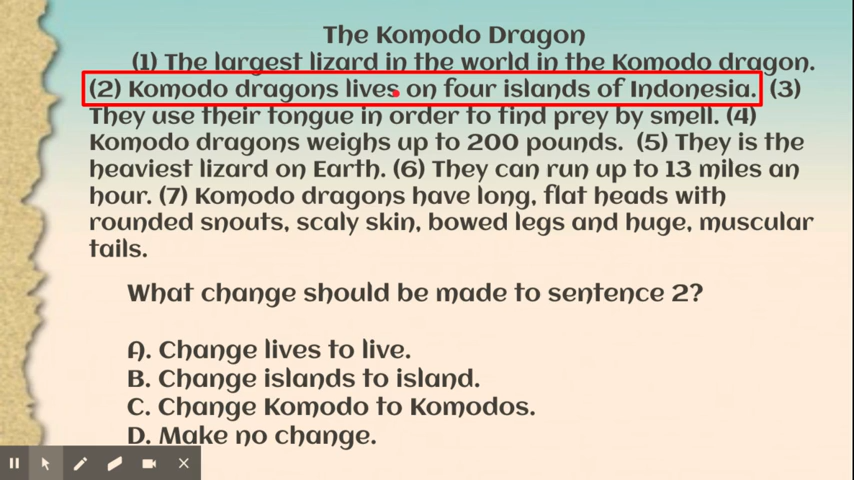 The Komodo Dragon
(1) The largest lizard in the world in the Komodo dragon.
(2) Komodo dragons lives on four islands of Indonesia. (3)
They use their tongue in order to find prey by smell. (4)
Komodo dragons weighs up to 200 pounds. (5) They is the
heaviest lizard on Earth. (6) They can run up to 13 miles an
hour. (7) Komodo dragons have long, flat heads with
rounded snouts, scaly skin, bowed legs and huge, muscular
tails.
What change should be made to sentence 2?
A. Change lives to live.
B. Change islands to island.
C. Change Komodo to Komodos.
D. Make no change.